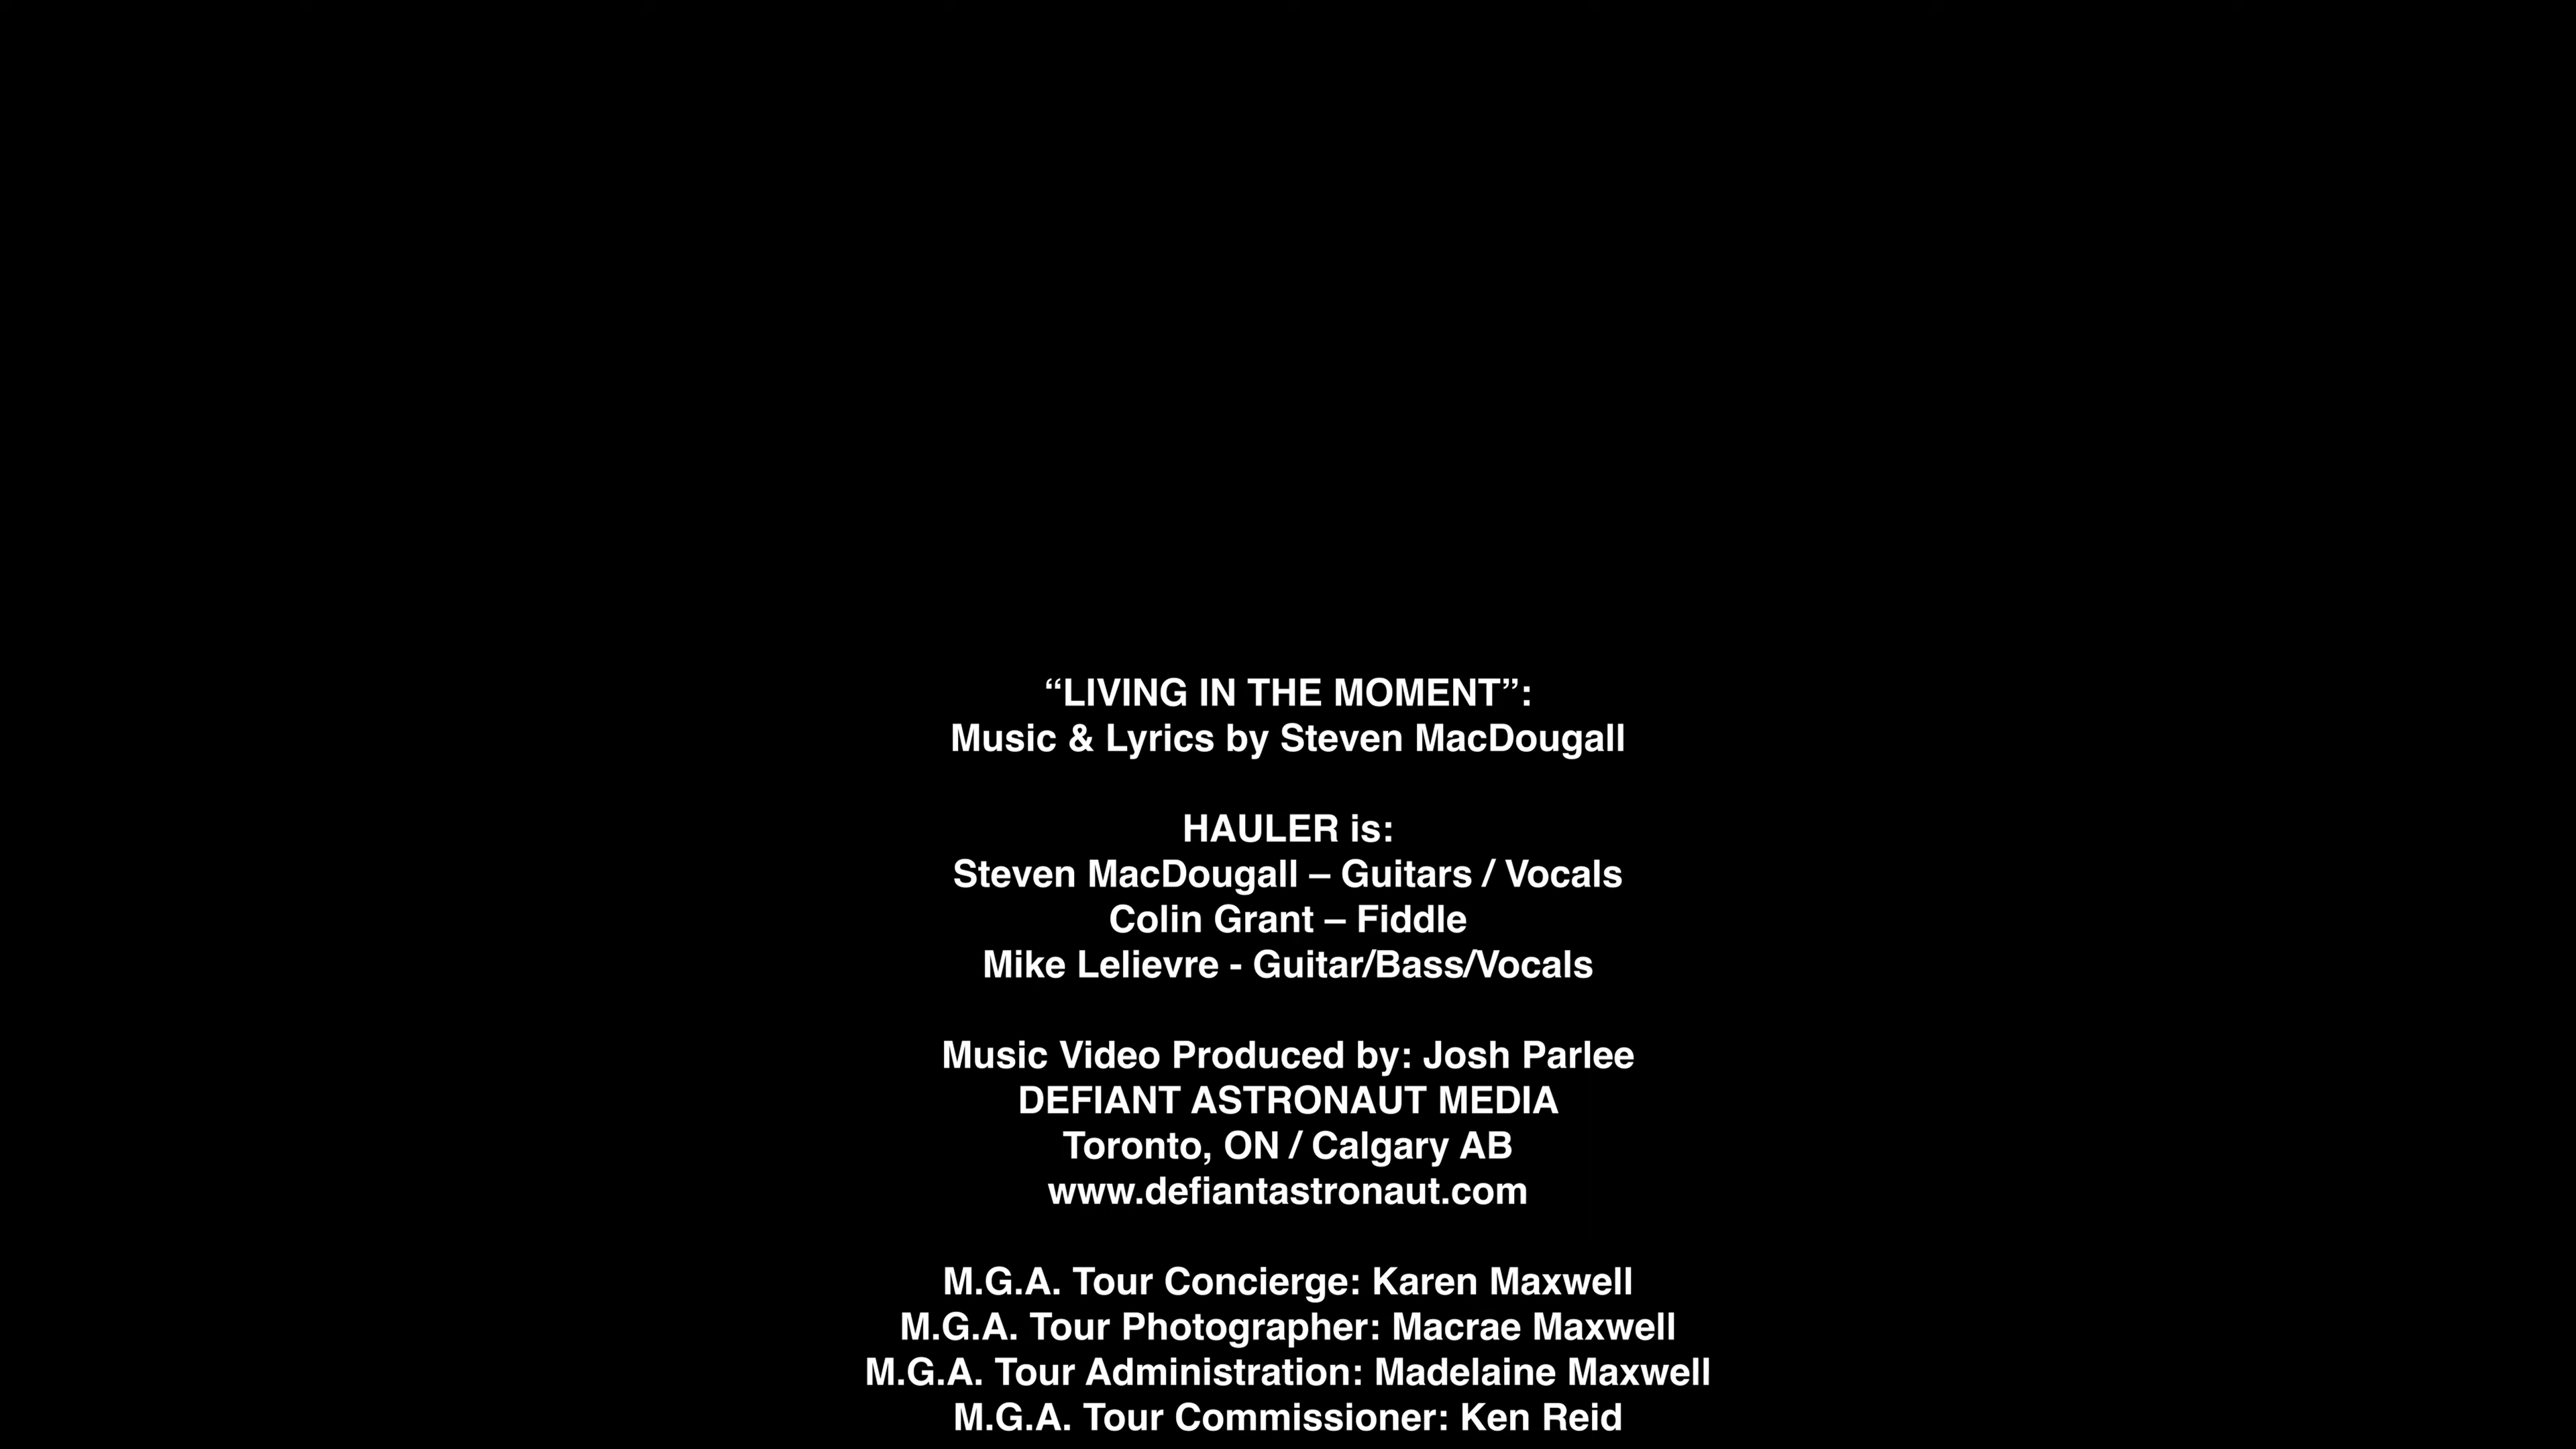 “LIVING IN THE MOMENT”:
Music & Lyrics by Steven MacDougall
HAULER is:
Steven MacDougall – Guitars / Vocals
Colin Grant – Fiddle
Mike Lelievre - Guitar/Bass/Vocals
Music Video Produced by: Josh Parlee
DEFIANT ASTRONAUT MEDIA
Toronto, ON / Calgary AB
www.defiantastronaut.com
M.G.A. Tour Concierge: Karen Maxwell
M.G.A. Tour Photographer: Macrae Maxwell
M.G.A. Tour Administration: Madelaine Maxwell
M.G.A. Tour Commissioner: Ken Reid